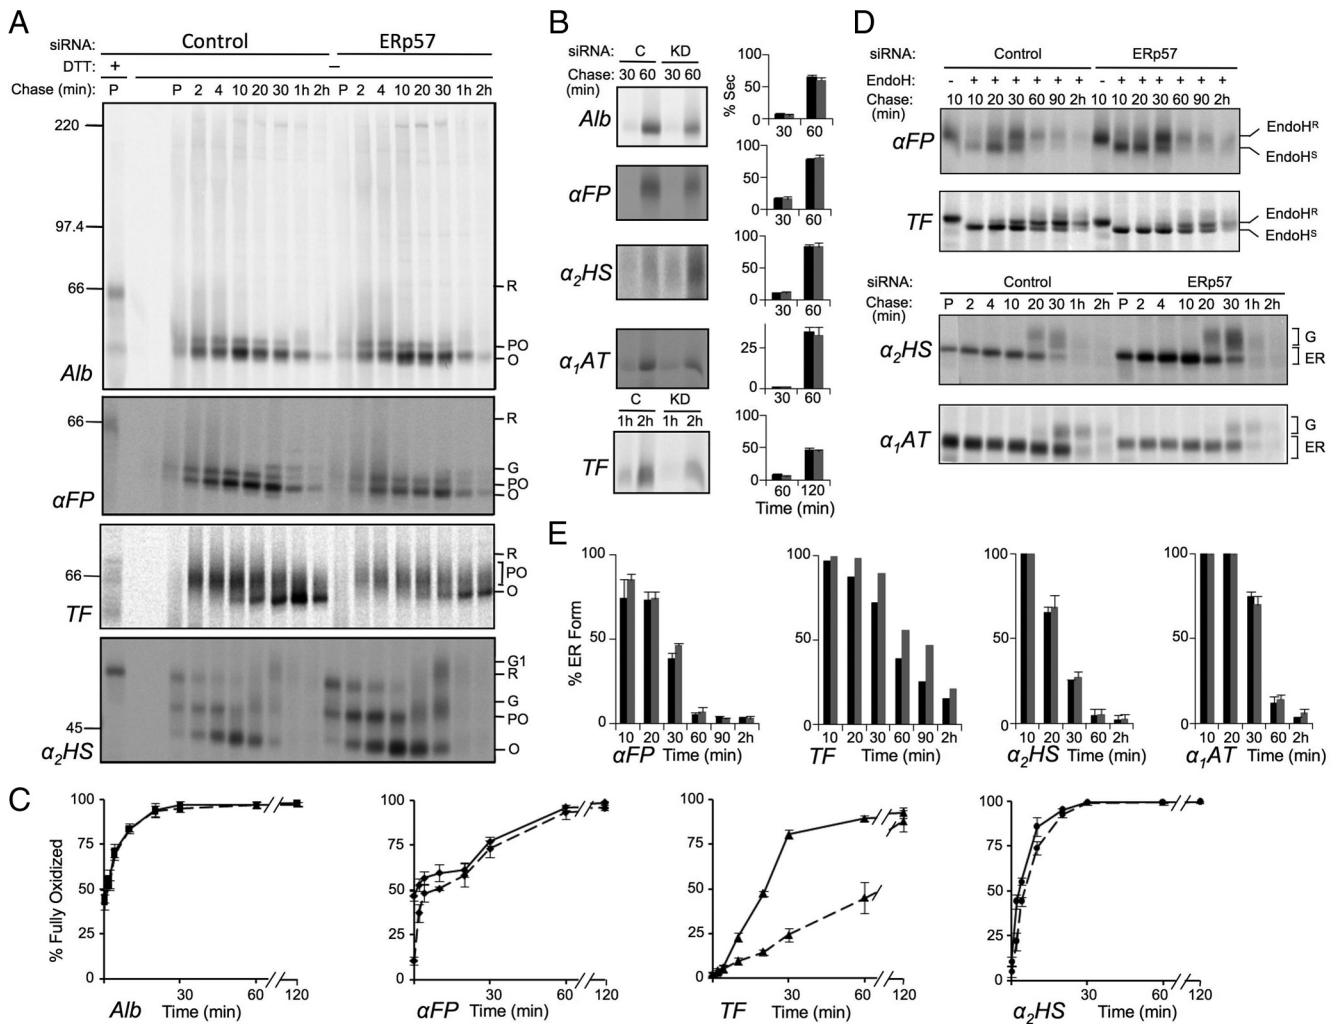 A
siRNA: Control ERp57
DTT: + −
Chase (min): P P 2 4 10 20 30 1h 2h P 2 4 10 20 30 1h 2h
220
97.4
66
R
PO
O
Alb
66
R
G
PO
O
αFP
R
66
PO
O
TF
G1
R
G
PO
45
O
α2HS
B
siRNA: C KD
Chase: 30 60 30 60
(min)
Alb
αFP
α2HS
α1AT
C KD
1h 2h 1h 2h
TF
% Sec
100
50
0
30 60
100
50
0
30 60
100
50
0
30 60
25
0
30 60
100
50
0
60 120
Time (min)
D
siRNA: Control ERp57
EndoH: - + + + + + + - + + + + + +
Chase: 10 10 20 30 60 90 2h 10 10 20 30 60 90 2h
(min)
αFP
EndoHR
EndoHS
TF
EndoHR
EndoHS
siRNA: Control ERp57
Chase: P 2 4 10 20 30 1h 2h P 2 4 10 20 30 1h 2h
(min)
α2HS
G
ER
α1AT
G
ER
E
% ER Form
100
50
0
10 20 30 60 90 2h
αFP Time (min)
100
50
0
10 20 30 60 90 2h
TF Time (min)
100
50
0
10 20 30 60 2h
α2HS Time (min)
100
50
0
10 20 30 60 2h
α1AT Time (min)
C
% Fully Oxidized
100
75
50
25
0
30 60 120
Alb Time (min)
100
75
50
25
0
30 60 120
αFP Time (min)
100
75
50
25
0
30 60 120
TF Time (min)
100
75
50
25
0
30 60 120
α2HS Time (min)